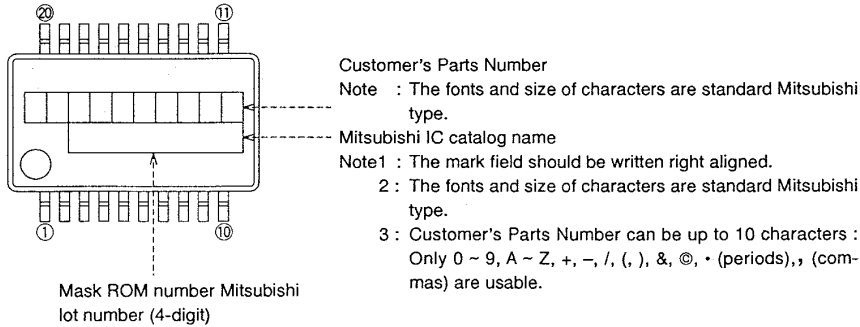 ⑳ ⑪
Customer's Parts Number
Note : The fonts and size of characters are standard Mitsubishi
type.
Mitsubishi IC catalog name
Note1 : The mark field should be written right aligned.
2 : The fonts and size of characters are standard Mitsubishi
type.
3 : Customer's Parts Number can be up to 10 characters :
Only 0 ~ 9, A ~ Z, +, –, /, (, ), &, ©, • (periods),, (com-
mas) are usable.
① ⑩
Mask ROM number Mitsubishi
lot number (4-digit)